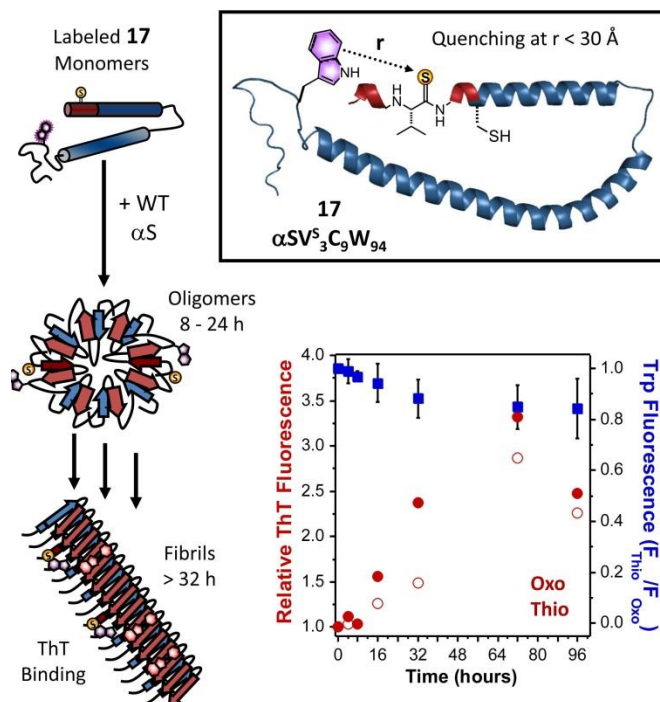 Labeled 17
Monomers
S
+ WT
αS
Oligomers
8 - 24 h
S
S
Fibrils
> 32 h
S
S
ThT
Binding
r
Quenching at r < 30 Å
NH
S
N
H
N
H
SH
17
αSVˢ₃C₉W₉₄
Relative ThT Fluorescence
4.0
3.5
3.0
2.5
2.0
1.5
1.0
Trp Fluorescence (F_Thio/F_Oxo)
1.0
0.8
0.6
0.4
0.2
0.0
Oxo
Thio
0 16 32 48 64 80 96
Time (hours)